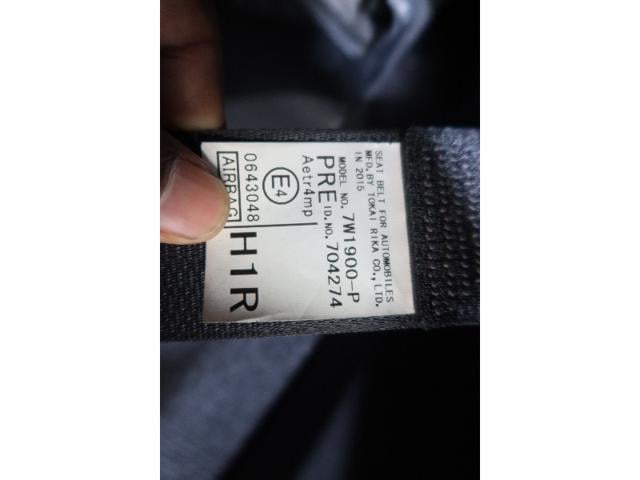 SEAT BELT FOR AUTOMOBILES
MFD.BY TOKAI RIKA CO.,LTD.
IN 2015
MODEL NO. 7W1900-P
PRE ID.NO. 704274
Aetr4mp
E4
0643048
AIRBAG
H1R